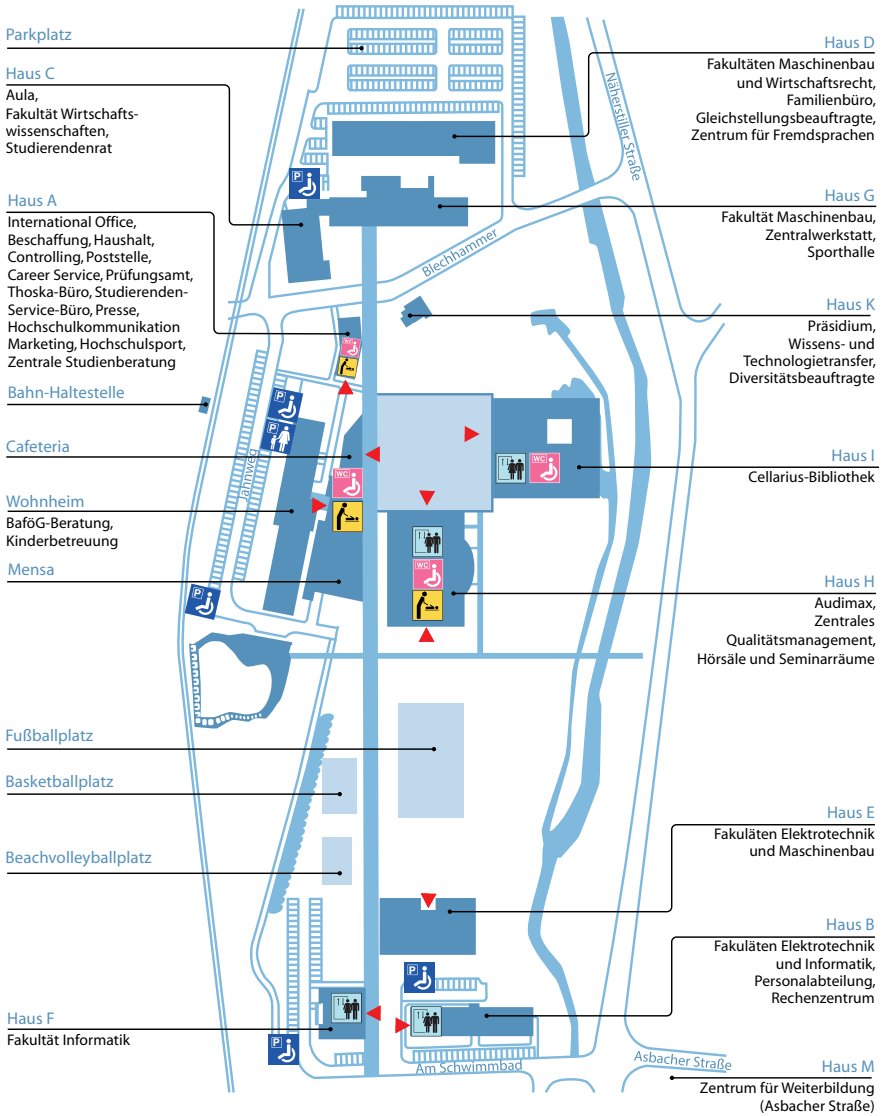 Parkplatz
Haus C
Aula,
Fakultät Wirtschafts-
wissenschaften,
Studierendenrat
Haus A
International Office,
Beschaffung, Haushalt,
Controlling, Poststelle,
Career Service, Prüfungsamt,
Thoska-Büro, Studierenden-
Service-Büro, Presse,
Hochschulkommunikation
Marketing, Hochschulsport,
Zentrale Studienberatung
Bahn-Haltestelle
Cafeteria
Wohnheim
BaföG-Beratung,
Kinderbetreuung
Mensa
Fußballplatz
Basketballplatz
Beachvolleyballplatz
Haus F
Fakultät Informatik
P
Blechhammer
Näherstiller Straße
WC
P
P
Jahnweg
WC
WC
WC
P
P
P
Am Schwimmbad
Asbacher Straße
Haus D
Fakultäten Maschinenbau
und Wirtschaftsrecht,
Familienbüro,
Gleichstellungsbeauftragte,
Zentrum für Fremdsprachen
Haus G
Fakultät Maschinenbau,
Zentralwerkstatt,
Sporthalle
Haus K
Präsidium,
Wissens- und
Technologietransfer,
Diversitätsbeauftragte
Haus I
Cellarius-Bibliothek
Haus H
Audimax,
Zentrales
Qualitätsmanagement,
Hörsäle und Seminarräume
Haus E
Fakuläten Elektrotechnik
und Maschinenbau
Haus B
Fakuläten Elektrotechnik
und Informatik,
Personalabteilung,
Rechenzentrum
Haus M
Zentrum für Weiterbildung
(Asbacher Straße)